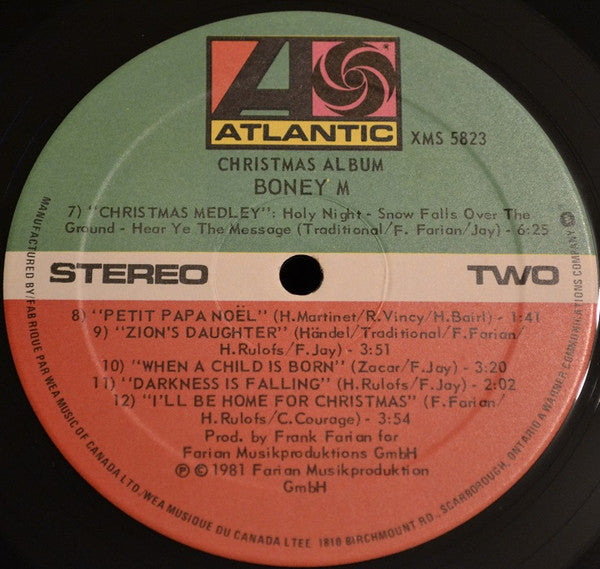 ATLANTIC
XMS 5823
CHRISTMAS ALBUM
BONEY M
7) "CHRISTMAS MEDLEY": Holy Night - Snow Falls Over The
Ground - Hear Ye The Message (Traditional/F. Farian/Jay) - 6:25
STEREO TWO
8) "PETIT PAPA NOËL" (H.Martinet/R.Vincy/H.Bairl) - 1:41
9) "ZION'S DAUGHTER" (Händel/Traditional/F.Farian/
H.Rulofs/F.Jay) - 3:51
10) "WHEN A CHILD IS BORN" (Zacar/F.Jay) - 3:20
11) "DARKNESS IS FALLING" (H.Rulofs/F.Jay) - 2:02
12) "I'LL BE HOME FOR CHRISTMAS" (F.Farian/
H.Rulofs/C.Courage) - 3:54
Prod. by Frank Farian for
Farian Musikproduktions GmbH
℗ © 1981 Farian Musikproduktion
GmbH
MANUFACTURED BY/FABRIQUE PAR WEA MUSIC OF CANADA LTD./WEA MUSIQUE DU CANADA LTEE. 1810 BIRCHMOUNT RD., SCARBOROUGH, ONTARIO A WARNER COMMUNICATIONS COMPANY